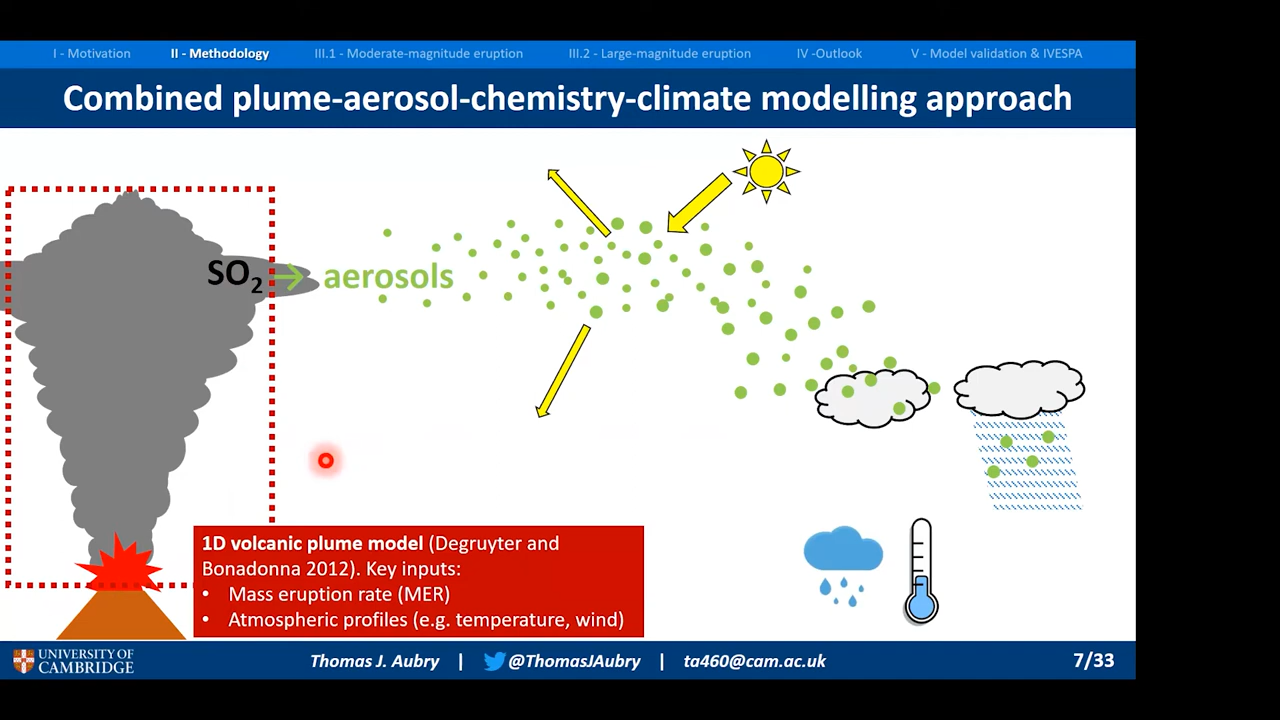 I - Motivation
II - Methodology
III.1 - Moderate-magnitude eruption
III.2 - Large-magnitude eruption
IV -Outlook
V - Model validation & IVESPA
Combined plume-aerosol-chemistry-climate modelling approach
SO2 → aerosols
1D volcanic plume model (Degruyter and
Bonadonna 2012). Key inputs:
• Mass eruption rate (MER)
• Atmospheric profiles (e.g. temperature, wind)
UNIVERSITY OF
CAMBRIDGE
Thomas J. Aubry | @ThomasJAubry | ta460@cam.ac.uk
7/33